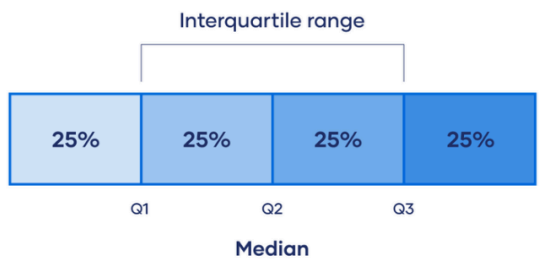 Interquartile range
25% 25% 25% 25%
Q1 Q2 Q3
Median